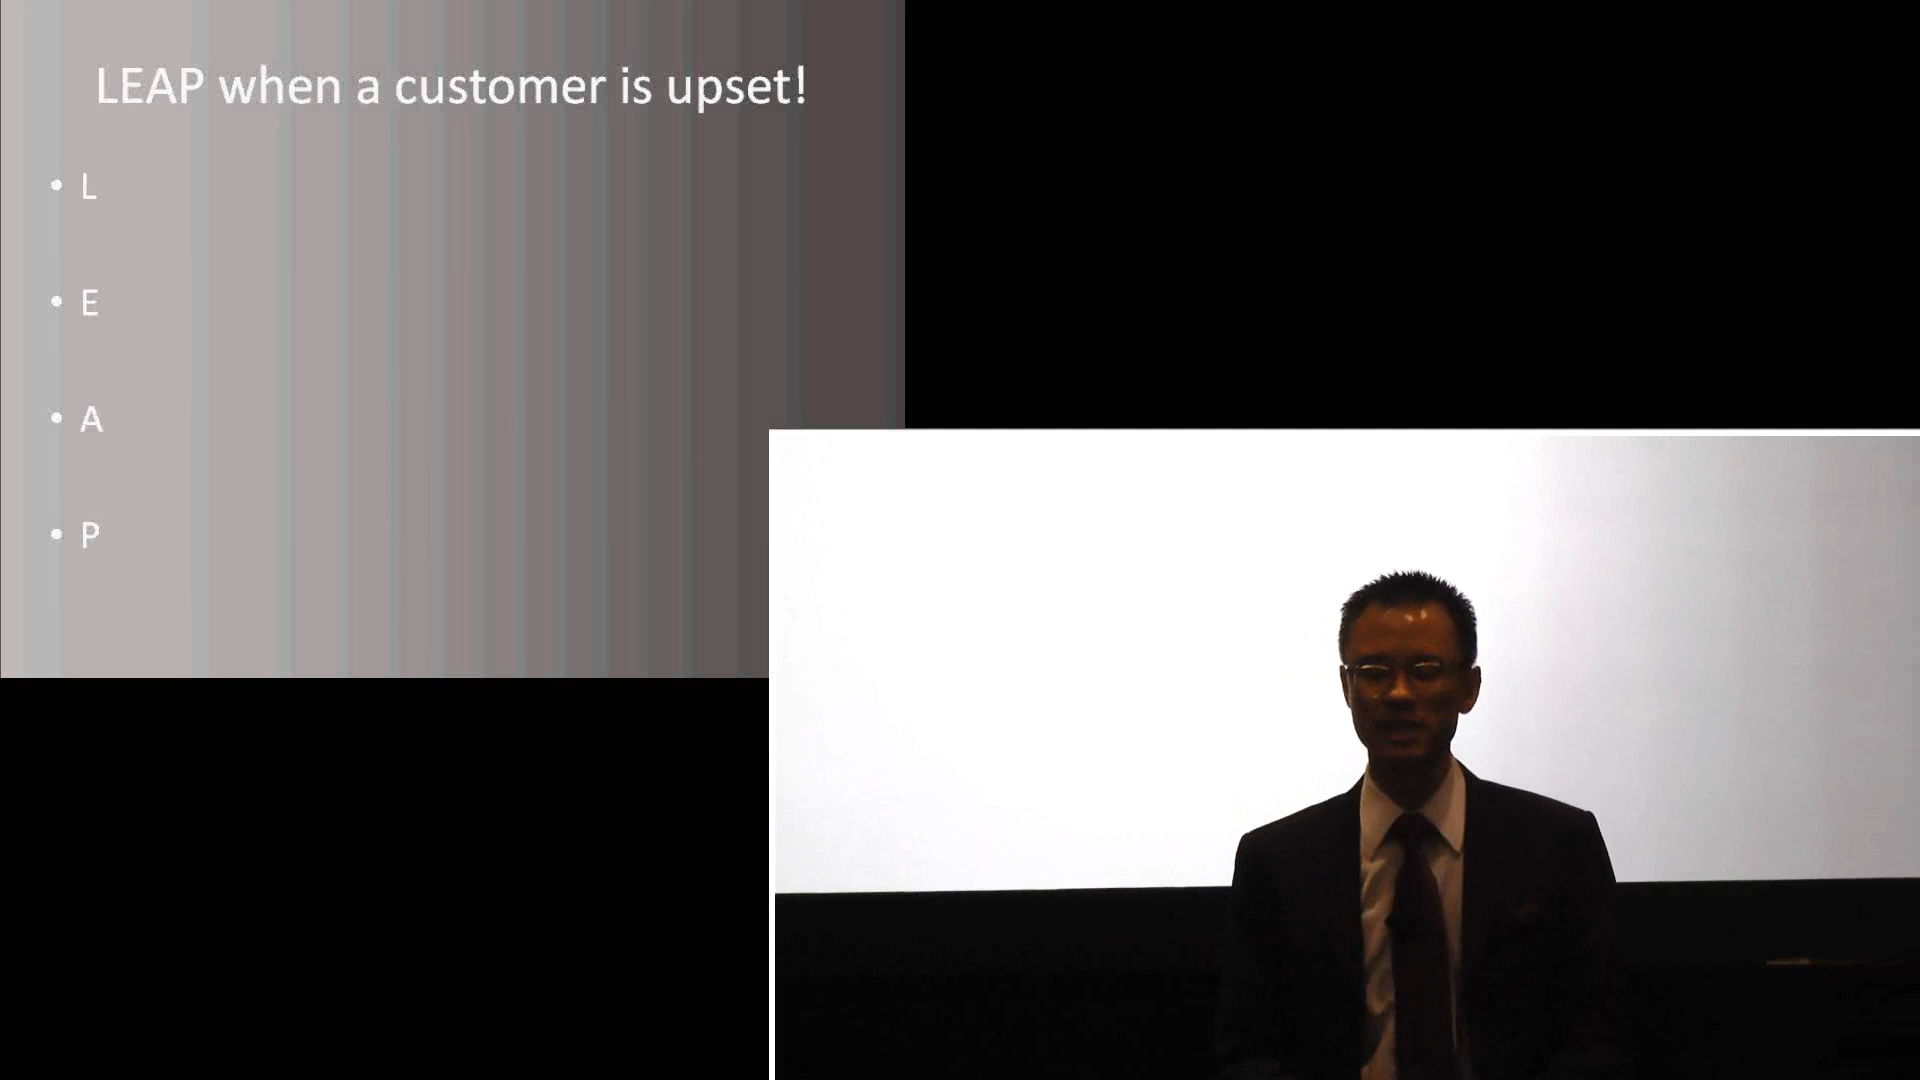 LEAP when a customer is upset!
• L
• E
• A
• P